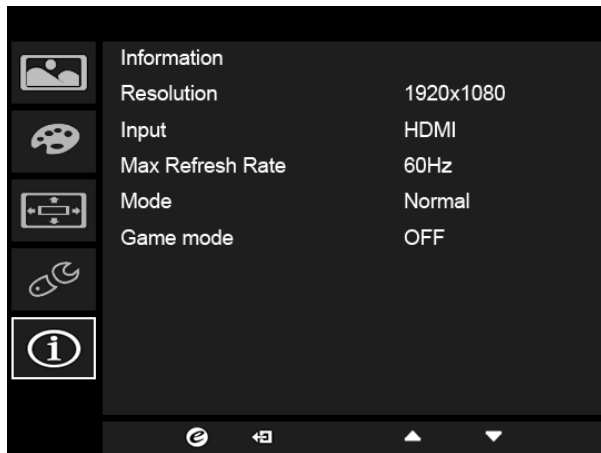 Information
Resolution 1920x1080
Input HDMI
Max Refresh Rate 60Hz
Mode Normal
Game mode OFF